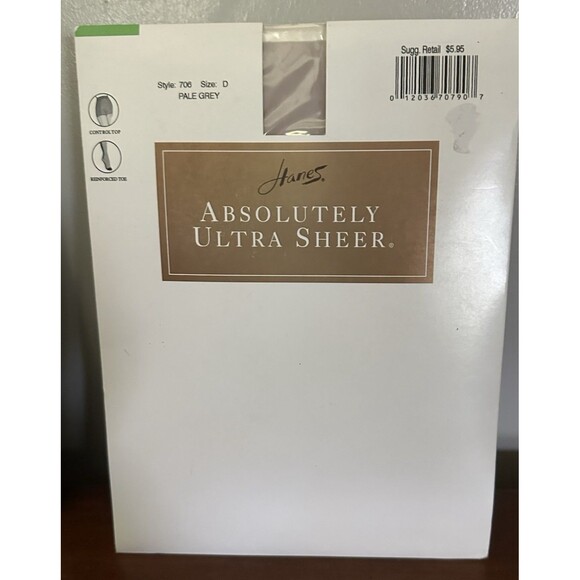 Sugg. Retail $5.95
Style: 706 Size: D
PALE GREY
0 12036 70790 7
CONTROL TOP
REINFORCED TOE
Hanes®
ABSOLUTELY
ULTRA SHEER®